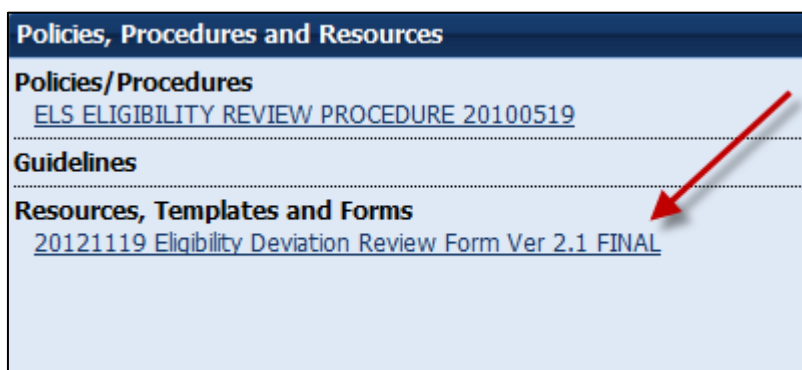 Policies, Procedures and Resources
Policies/Procedures
ELS ELIGIBILITY REVIEW PROCEDURE 20100519
Guidelines
Resources, Templates and Forms
20121119 Eligibility Deviation Review Form Ver 2.1 FINAL